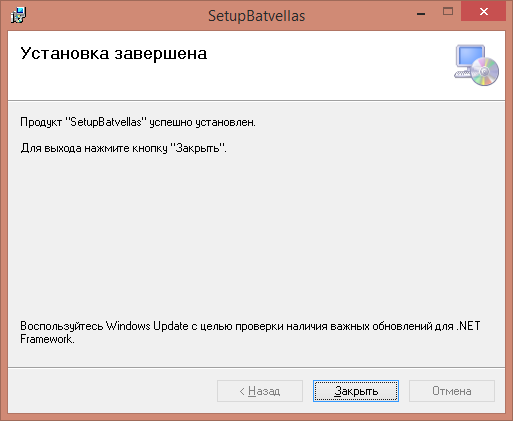 SetupBatvellas
Установка завершена
Продукт "SetupBatvellas" успешно установлен.
Для выхода нажмите кнопку "Закрыть".
Воспользуйтесь Windows Update с целью проверки наличия важных обновлений для .NET
Framework.
< Назад Закрыть Отмена